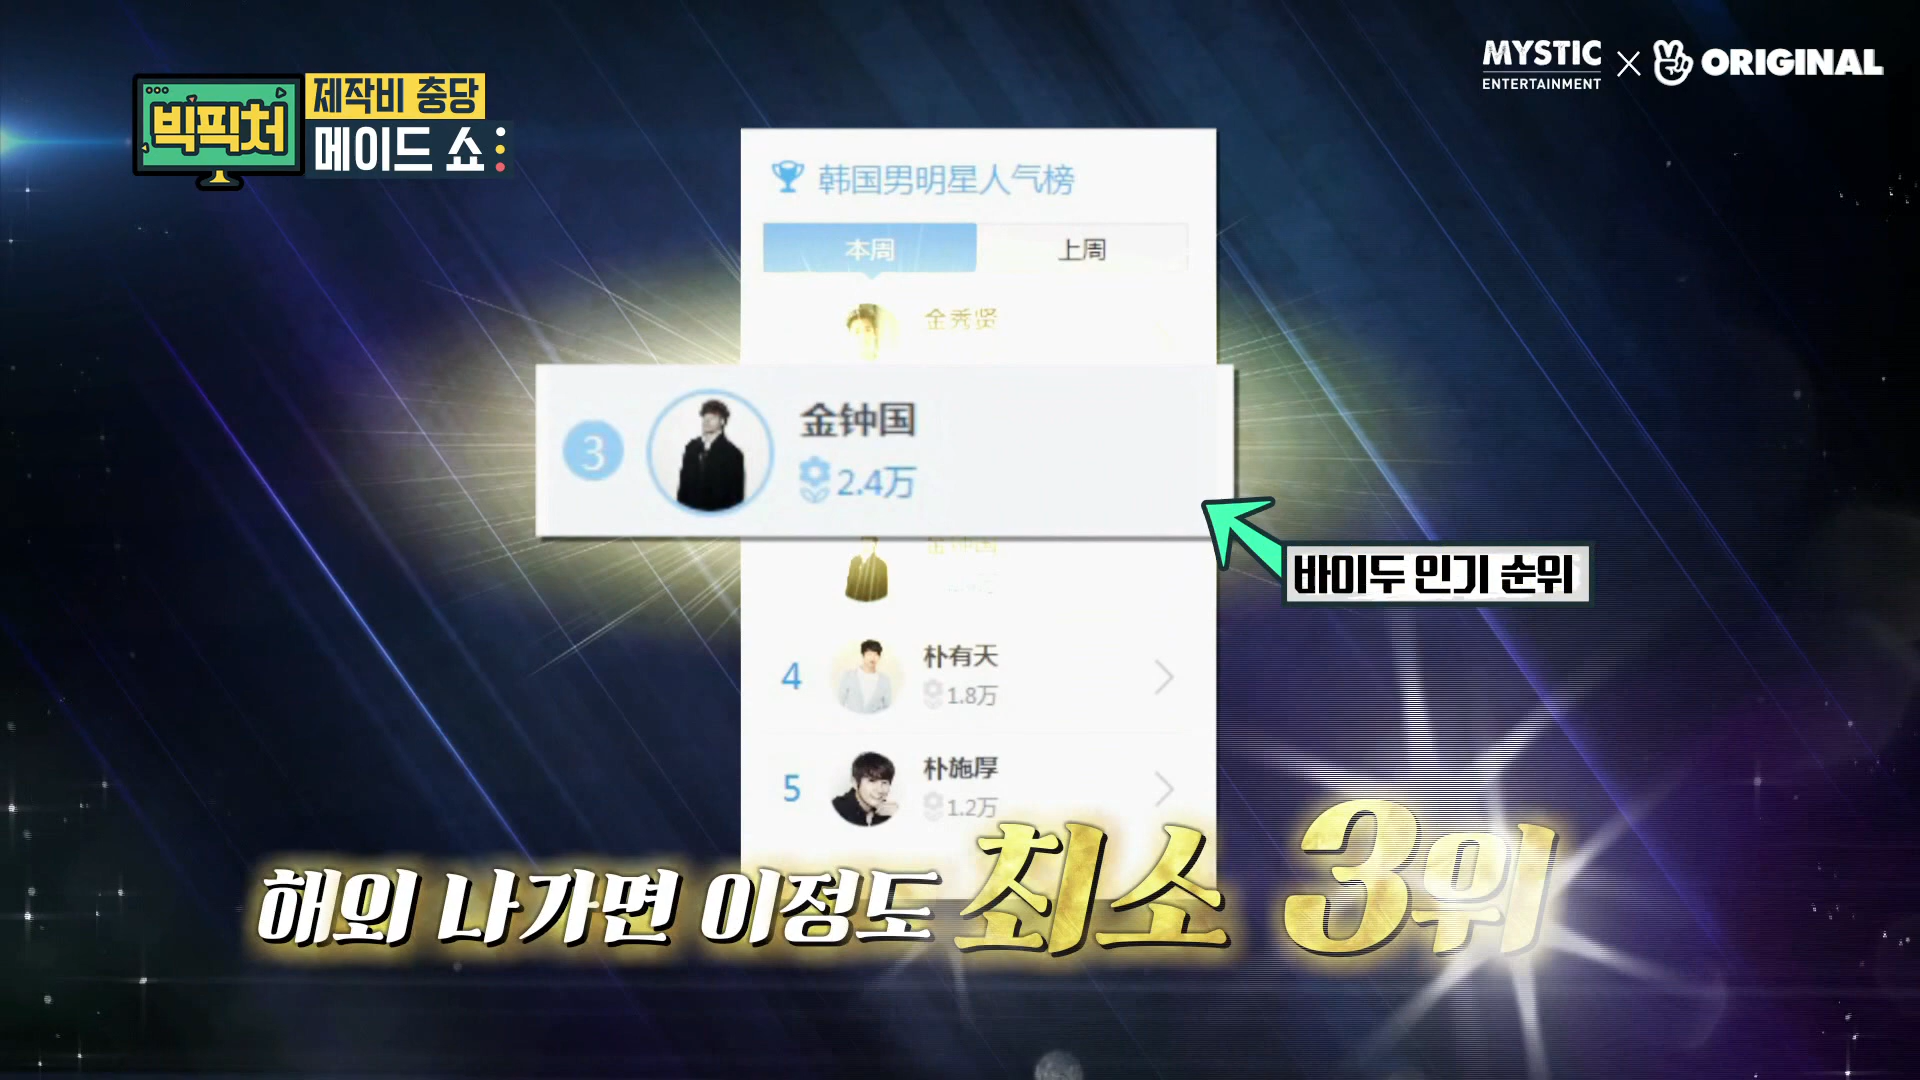 MYSTIC
ENTERTAINMENT
ORIGINAL
빅픽처
제작비 충당
메이드 쇼
韩国男明星人气榜
本周
上周
金秀贤
3
金钟国
2.4万
金钟国
바이두 인기 순위
4
朴有天
1.8万
5
朴施厚
1.2万
해외 나가면 이정도 최소 3위